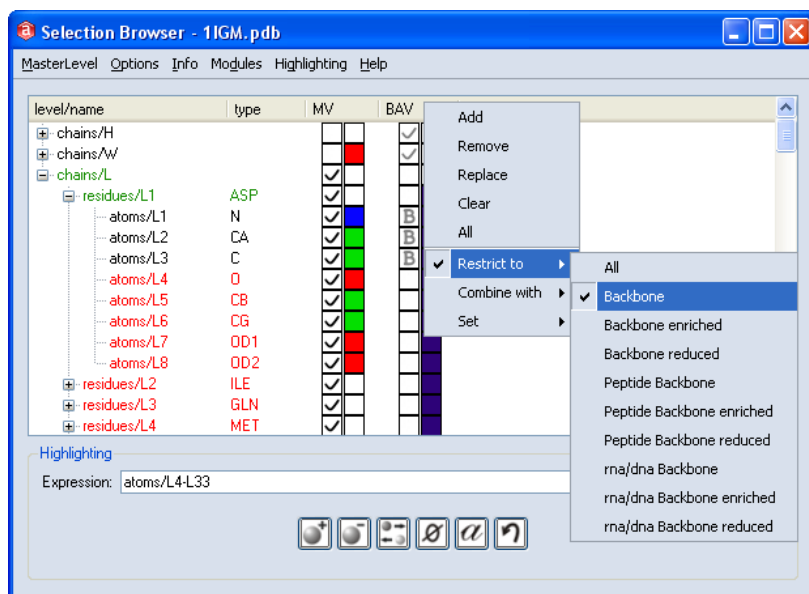 Selection Browser - 1IGM.pdb
MasterLevel Options Info Modules Highlighting Help
level/name type MV BAV
chains/H
chains/W
chains/L
residues/L1 ASP
atoms/L1 N B
atoms/L2 CA B
atoms/L3 C B
atoms/L4 O
atoms/L5 CB
atoms/L6 CG
atoms/L7 OD1
atoms/L8 OD2
residues/L2 ILE
residues/L3 GLN
residues/L4 MET
Add
Remove
Replace
Clear
All
Restrict to
Combine with
Set
All
Backbone
Backbone enriched
Backbone reduced
Peptide Backbone
Peptide Backbone enriched
Peptide Backbone reduced
rna/dna Backbone
rna/dna Backbone enriched
rna/dna Backbone reduced
Highlighting
Expression: atoms/L4-L33
a